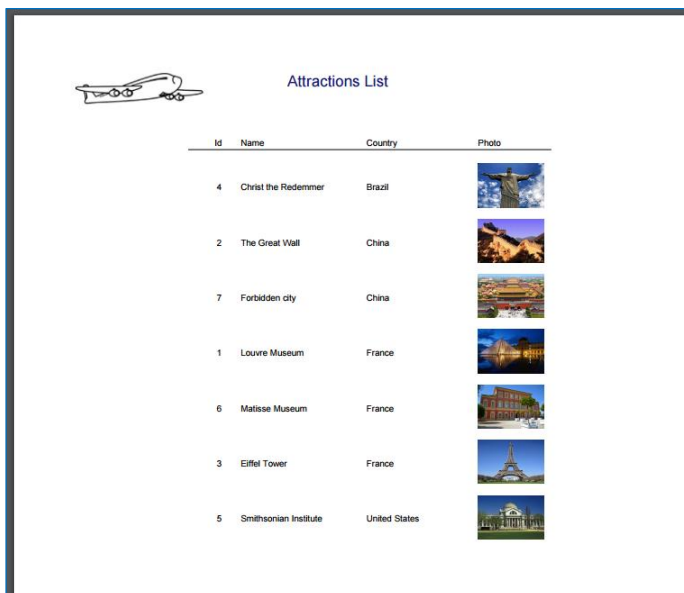 Attractions List
Id Name Country Photo
4 Christ the Redemmer Brazil
2 The Great Wall China
7 Forbidden city China
1 Louvre Museum France
6 Matisse Museum France
3 Eiffel Tower France
5 Smithsonian Institute United States